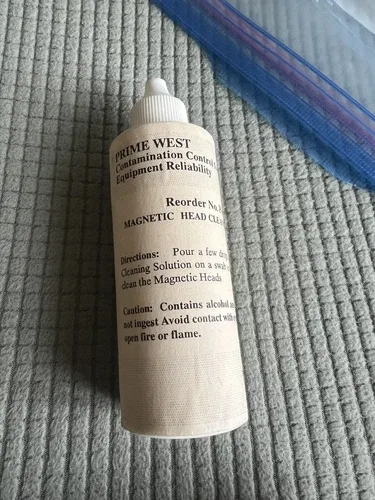 PRIME WEST
Contamination Control
Equipment Reliability
Reorder No.
MAGNETIC HEAD
Directions: Pour a few
Cleaning Solution on a swab
clean the Magnetic Heads
Caution: Contains alcohol
not ingest Avoid contact with
open fire or flame.